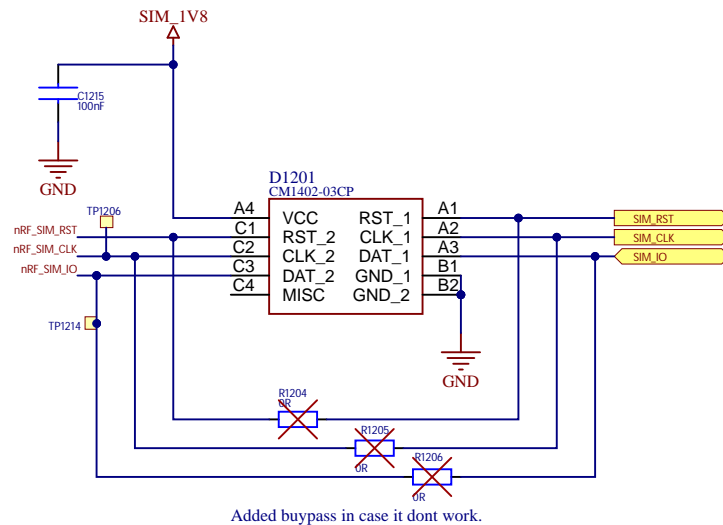 SIM_1V8
C1215
100nF
GND
D1201
CM1402-03CP
TP1206
nRF_SIM_RST
nRF_SIM_CLK
nRF_SIM_IO
TP1214
A4 VCC RST_1 A1
C1 RST_2 CLK_1 A2
C2 CLK_2 DAT_1 A3
C3 DAT_2 GND_1 B1
C4 MISC GND_2 B2
SIM_RST
SIM_CLK
SIM_IO
GND
R1204
0R
R1205
0R
R1206
0R
Added buypass in case it dont work.